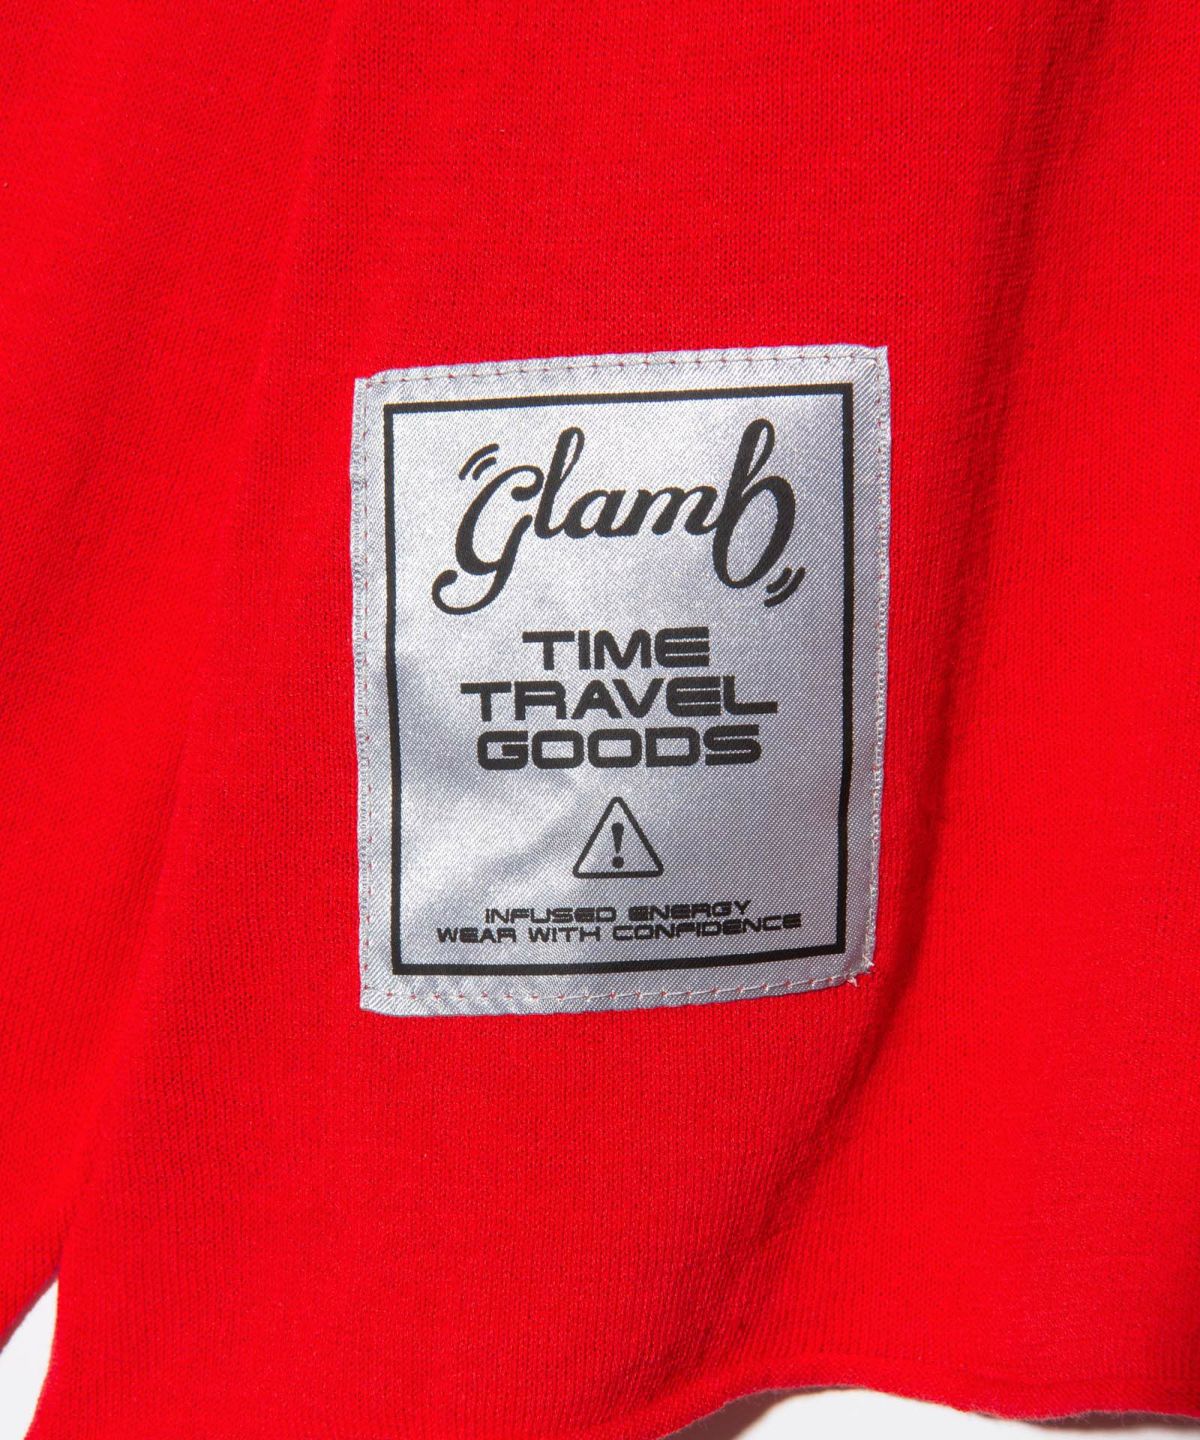 glamb
TIME
TRAVEL
GOODS
INFUSED ENERGY
WEAR WITH CONFIDENCE